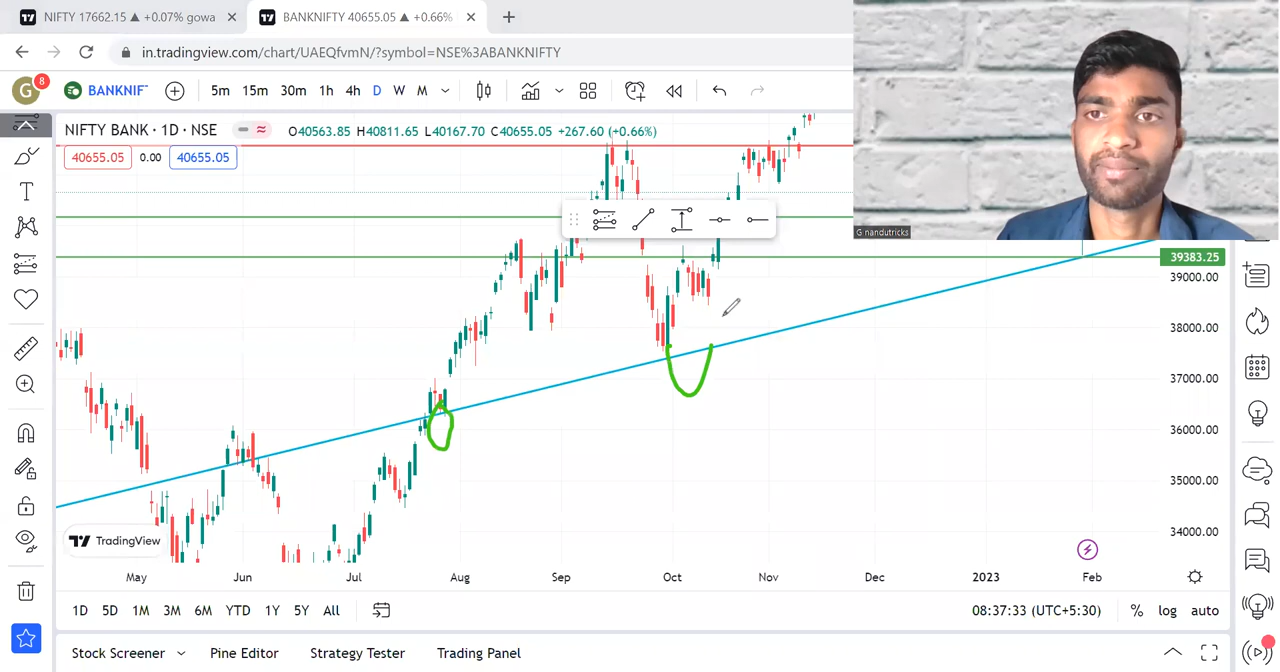 NIFTY 17662.15 ▲ +0.07% gowa
BANKNIFTY 40655.05 ▲ +0.66%
in.tradingview.com/chart/UAEQfvmN/?symbol=NSE%3ABANKNIFTY
G 8 BANKNIF 5m 15m 30m 1h 4h D W M
NIFTY BANK · 1D · NSE O40563.85 H40811.65 L40167.70 C40655.05 +267.60 (+0.66%)
40655.05 0.00 40655.05
G nandutricks
39383.25
39000.00
38000.00
37000.00
36000.00
35000.00
34000.00
TradingView
May Jun Jul Aug Sep Oct Nov Dec 2023 Feb
1D 5D 1M 3M 6M YTD 1Y 5Y All 08:37:33 (UTC+5:30) % log auto
Stock Screener Pine Editor Strategy Tester Trading Panel